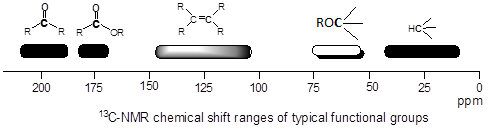 O O R R
C C C=C ROC HC
R R R OR R R
200 175 150 125 100 75 50 25 0
ppm
13C-NMR chemical shift ranges of typical functional groups